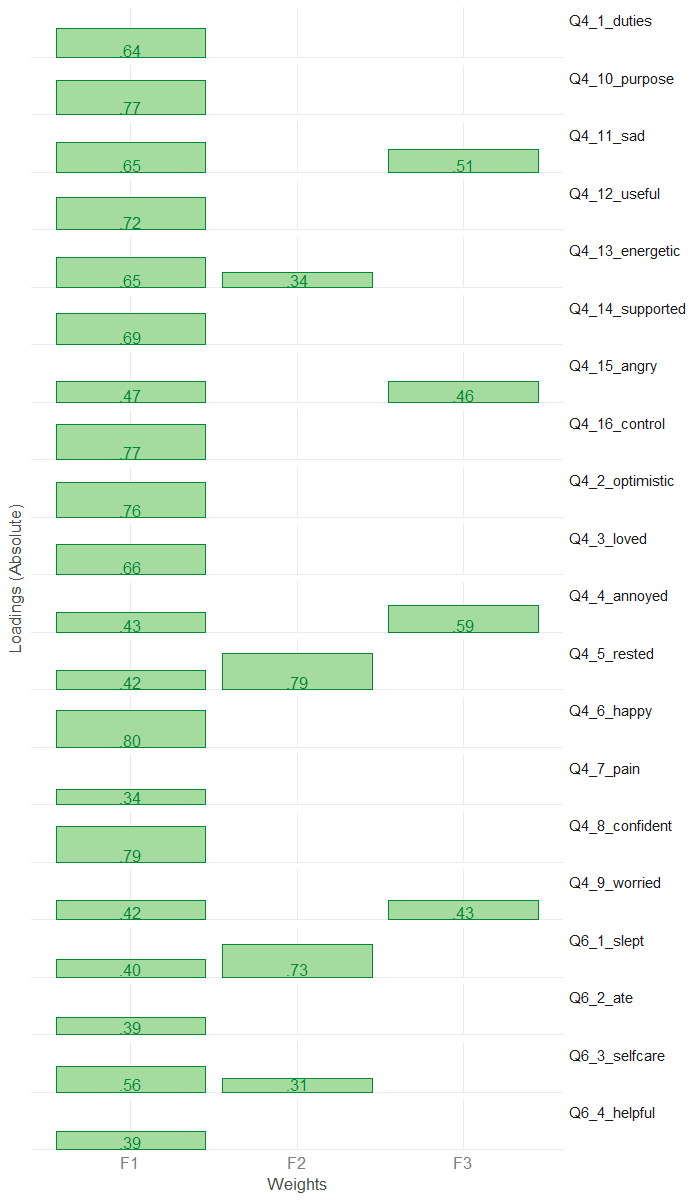 Q4_1_duties
.64
Q4_10_purpose
.77
Q4_11_sad
.65 .51
Q4_12_useful
.72
Q4_13_energetic
.65 .34
Q4_14_supported
.69
Q4_15_angry
.47 .46
Q4_16_control
.77
Q4_2_optimistic
.76
Q4_3_loved
.66
Q4_4_annoyed
.43 .59
Q4_5_rested
.42 .79
Q4_6_happy
.80
Q4_7_pain
.34
Q4_8_confident
.79
Q4_9_worried
.42 .43
Q6_1_slept
.40 .73
Q6_2_ate
.39
Q6_3_selfcare
.56 .31
Q6_4_helpful
.39
Loadings (Absolute)
F1 F2 F3
Weights